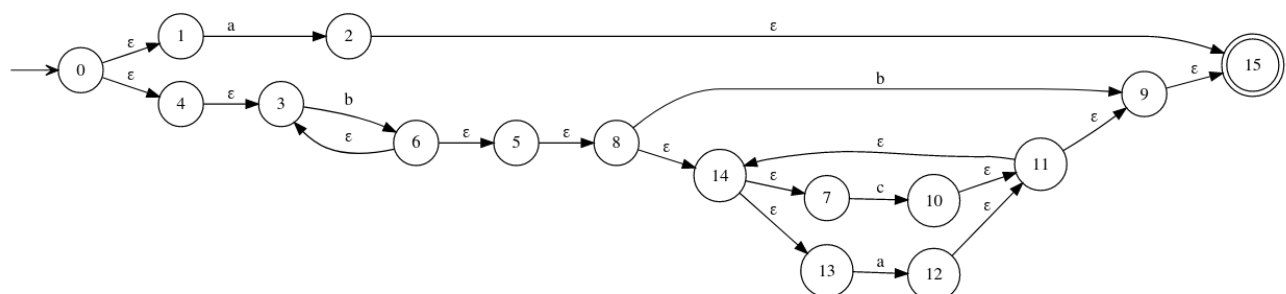 ε 1 a 2 ε 15
0 ε 4 ε 3 b 6 ε
ε 5 ε 8 b 9 ε
ε 14 ε 11 ε
ε 7 c 10 ε
ε 13 a 12 ε